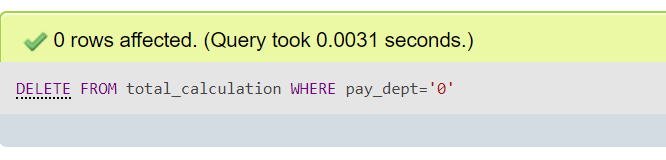 0 rows affected. (Query took 0.0031 seconds.)
DELETE FROM total_calculation WHERE pay_dept='0'